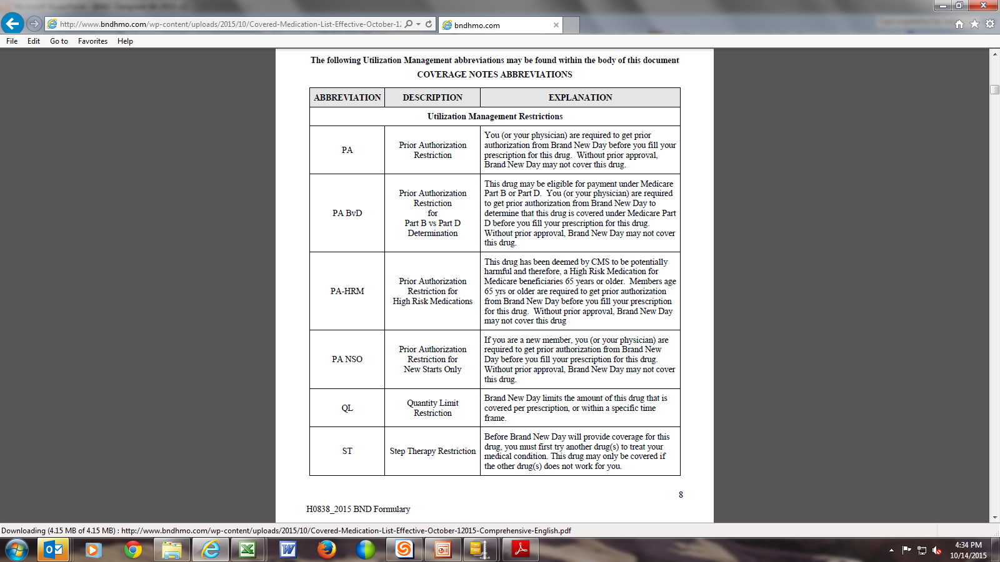 http://www.bndhmo.com/wp-content/uploads/2015/10/Covered-Medication-List-Effective-October-1
bndhmo.com
File Edit Go to Favorites Help
The following Utilization Management abbreviations may be found within the body of this document
COVERAGE NOTES ABBREVIATIONS
ABBREVIATION DESCRIPTION EXPLANATION
Utilization Management Restrictions
PA
Prior Authorization
Restriction
You (or your physician) are required to get prior
authorization from Brand New Day before you fill your
prescription for this drug. Without prior approval,
Brand New Day may not cover this drug.
PA BvD
Prior Authorization
Restriction
for
Part B vs Part D
Determination
This drug may be eligible for payment under Medicare
Part B or Part D. You (or your physician) are required
to get prior authorization from Brand New Day to
determine that this drug is covered under Medicare Part
D before you fill your prescription for this drug.
Without prior approval, Brand New Day may not cover
this drug.
PA-HRM
Prior Authorization
Restriction for
High Risk Medications
This drug has been deemed by CMS to be potentially
harmful and therefore, a High Risk Medication for
Medicare beneficiaries 65 years or older. Members age
65 yrs or older are required to get prior authorization
from Brand New Day before you fill your prescription
for this drug. Without prior approval, Brand New Day
may not cover this drug
PA NSO
Prior Authorization
Restriction for
New Starts Only
If you are a new member, you (or your physician) are
required to get prior authorization from Brand New
Day before you fill your prescription for this drug.
Without prior approval, Brand New Day may not cover
this drug.
QL
Quantity Limit
Restriction
Brand New Day limits the amount of this drug that is
covered per prescription, or within a specific time
frame.
ST
Step Therapy Restriction
Before Brand New Day will provide coverage for this
drug, you must first try another drug(s) to treat your
medical condition. This drug may only be covered if
the other drug(s) does not work for you.
8
H0838_2015 BND Formulary
Downloading (4.15 MB of 4.15 MB) : http://www.bndhmo.com/wp-content/uploads/2015/10/Covered-Medication-List-Effective-October-12015-Comprehensive-English.pdf
4:34 PM
10/14/2015